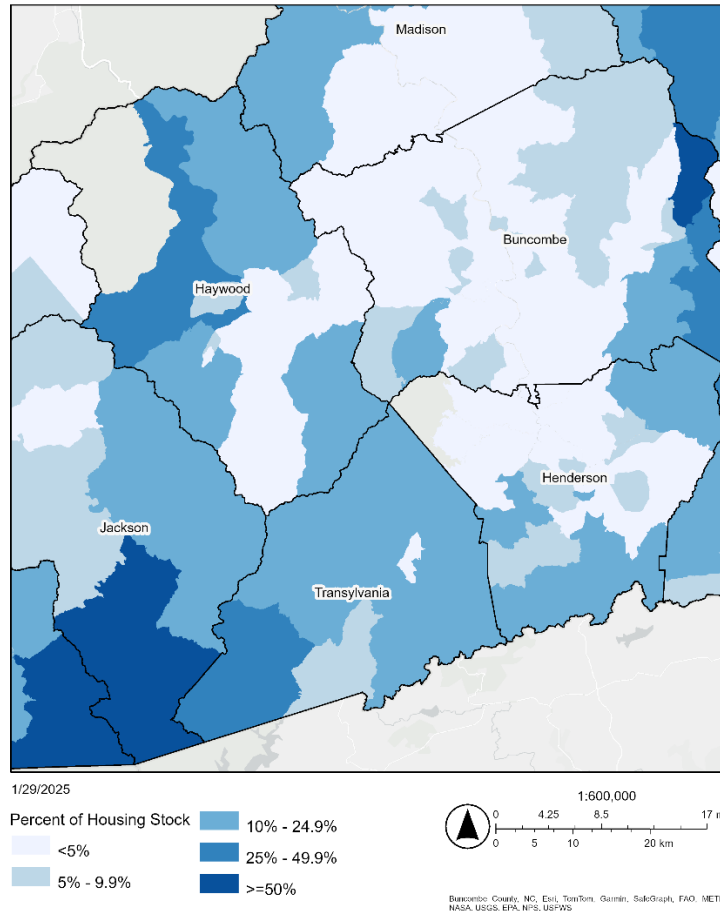 Madison
Buncombe
Haywood
Henderson
Jackson
Transylvania
1/29/2025
Percent of Housing Stock
<5%
5% - 9.9%
10% - 24.9%
25% - 49.9%
>=50%
1:600,000
0 4.25 8.5 17 m
0 5 10 20 km
Buncombe County, NC, Esri, TomTom, Garmin, SafeGraph, FAO, METI
NASA, USGS, EPA, NPS, USFWS